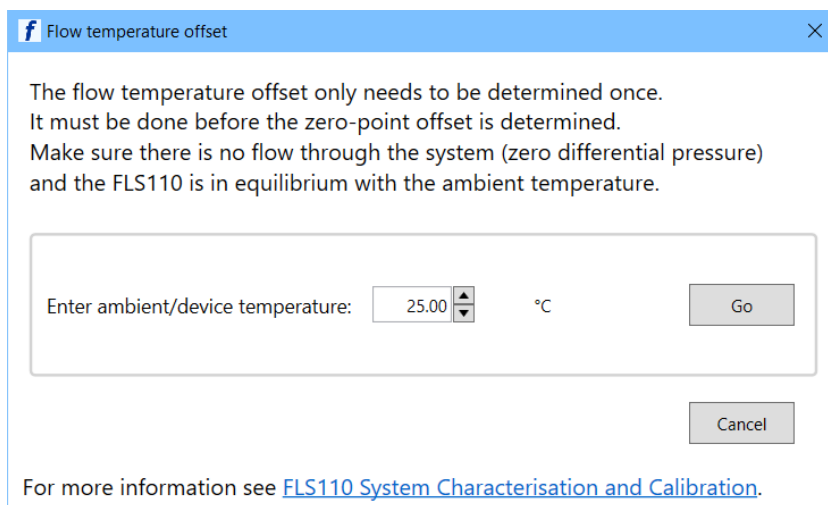 f Flow temperature offset
The flow temperature offset only needs to be determined once.
It must be done before the zero-point offset is determined.
Make sure there is no flow through the system (zero differential pressure)
and the FLS110 is in equilibrium with the ambient temperature.
Enter ambient/device temperature: 25.00 °C Go
Cancel
For more information see FLS110 System Characterisation and Calibration.